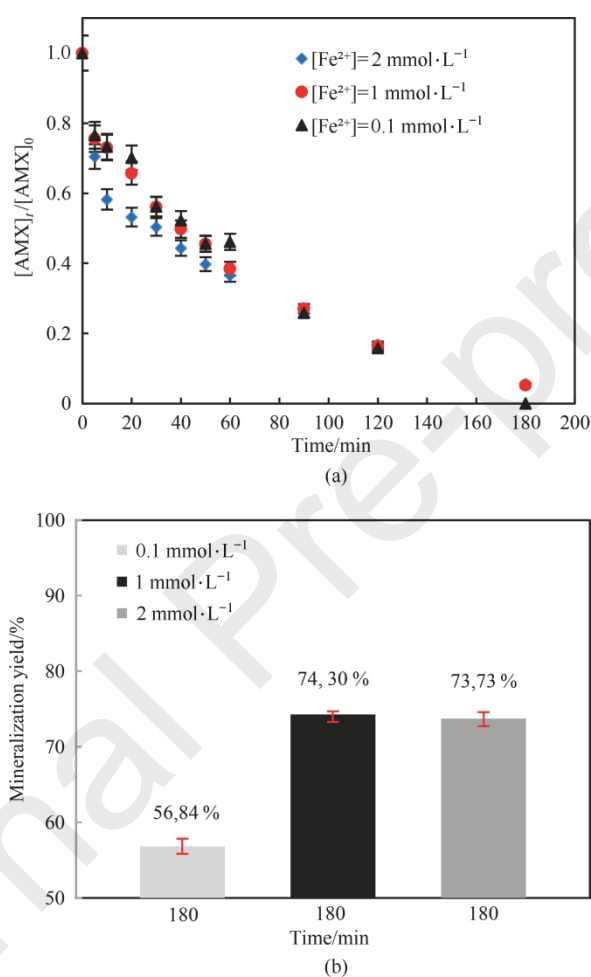 1.0
0.8
0.6
0.4
0.2
0
[AMX]ₜ/[AMX]₀
[Fe²⁺]=2 mmol·L⁻¹
[Fe²⁺]=1 mmol·L⁻¹
[Fe²⁺]=0.1 mmol·L⁻¹
0 20 40 60 80 100 120 140 160 180 200
Time/min
(a)
100
90
80
70
60
50
Mineralization yield/%
0.1 mmol·L⁻¹
1 mmol·L⁻¹
2 mmol·L⁻¹
56,84 %
74, 30 %
73,73 %
180 180 180
Time/min
(b)
nal Pre-pr